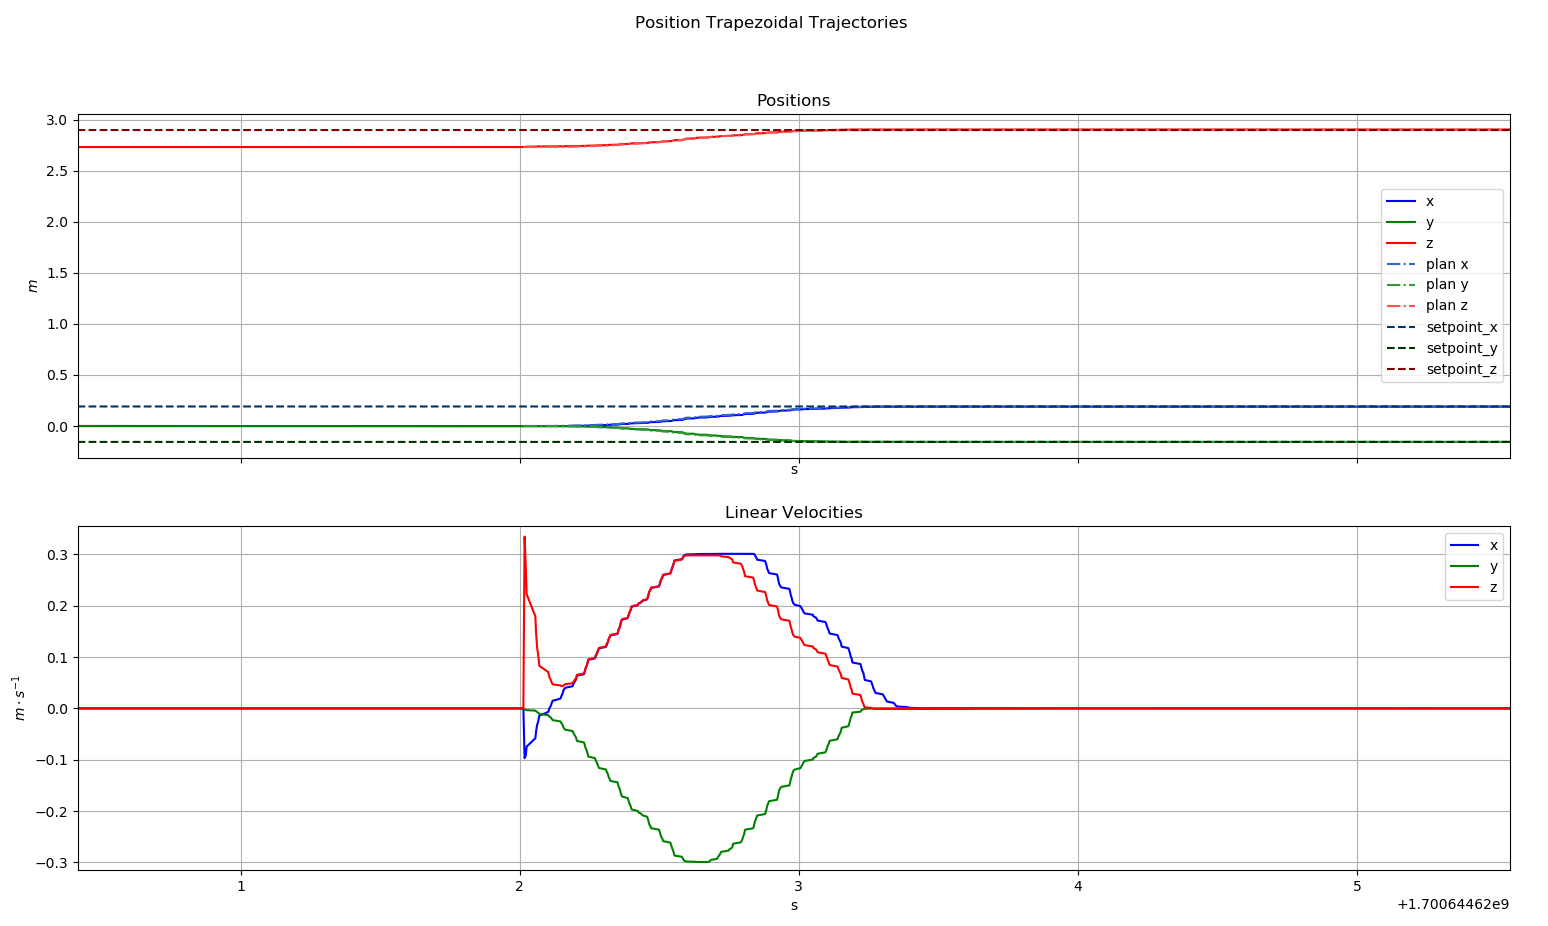 Position Trapezoidal Trajectories
Positions
3.0
2.5
2.0
1.5
1.0
0.5
0.0
m
x
y
z
plan x
plan y
plan z
setpoint_x
setpoint_y
setpoint_z
s
Linear Velocities
0.3
0.2
0.1
0.0
−0.1
−0.2
−0.3
m · s⁻¹
x
y
z
1
2
3
4
5
s
+1.70064462e9